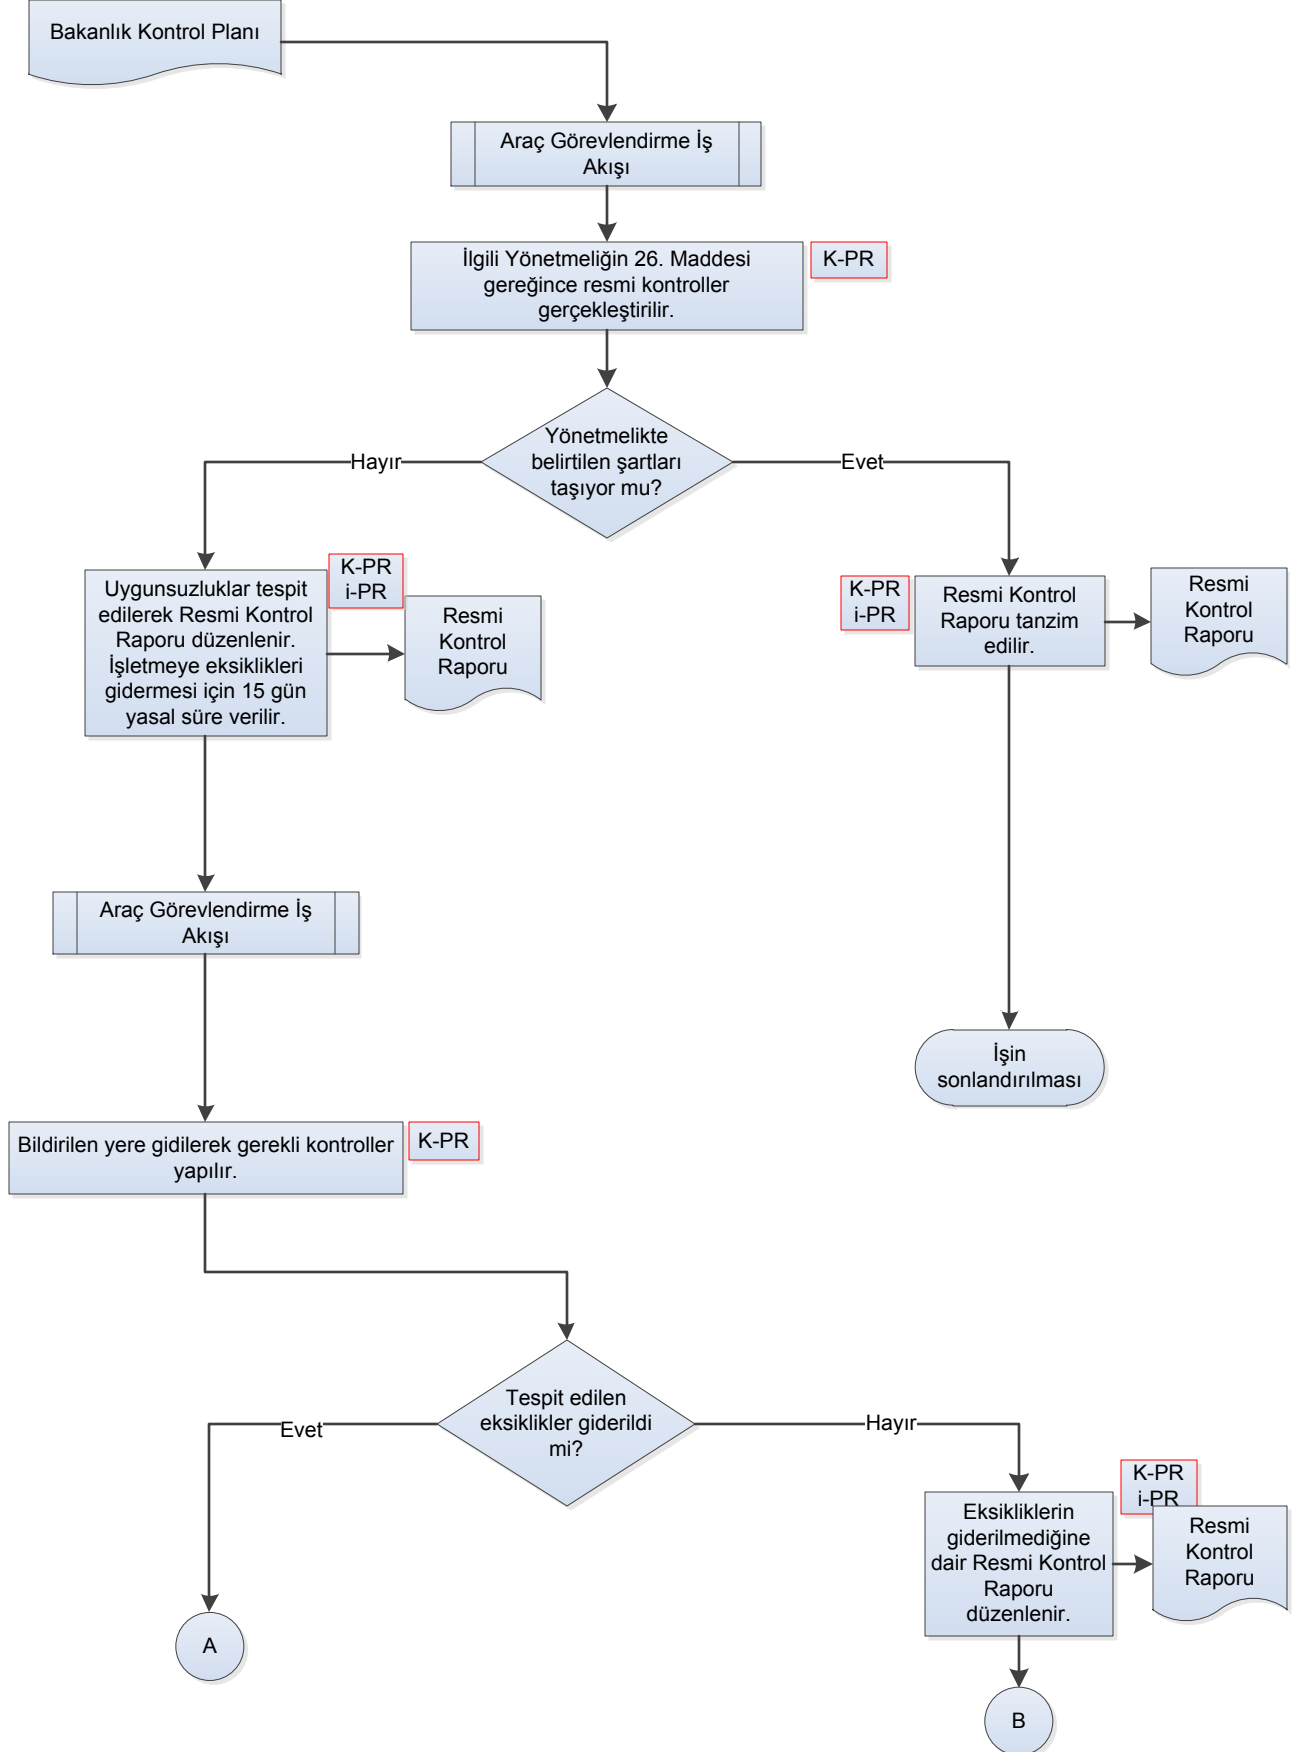 Bakanlık Kontrol Planı
Araç Görevlendirme İş
Akışı
İlgili Yönetmeliğin 26. Maddesi
gereğince resmi kontroller
gerçekleştirilir.
K-PR
Yönetmelikte
belirtilen şartları
taşıyor mu?
Hayır
Evet
Uygunsuzluklar tespit
edilerek Resmi Kontrol
Raporu düzenlenir.
İşletmeye eksiklikleri
gidermesi için 15 gün
yasal süre verilir.
K-PR
i-PR
Resmi
Kontrol
Raporu
K-PR
i-PR
Resmi Kontrol
Raporu tanzim
edilir.
Resmi
Kontrol
Raporu
Araç Görevlendirme İş
Akışı
İşin
sonlandırılması
Bildirilen yere gidilerek gerekli kontroller
yapılır.
K-PR
Tespit edilen
eksiklikler giderildi
mi?
Evet
Hayır
K-PR
i-PR
Eksikliklerin
giderilmediğine
dair Resmi Kontrol
Raporu
düzenlenir.
Resmi
Kontrol
Raporu
A
B